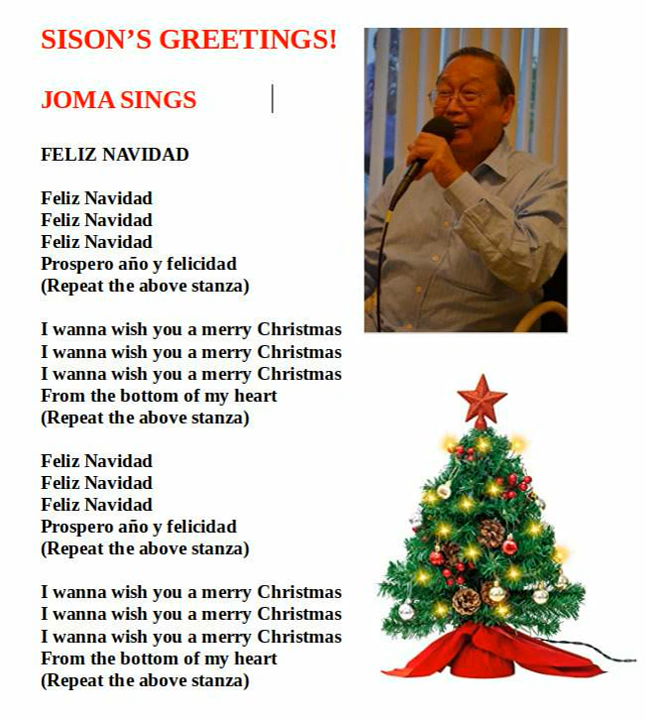 SISON’S GREETINGS!
JOMA SINGS
FELIZ NAVIDAD
Feliz Navidad
Feliz Navidad
Feliz Navidad
Prospero año y felicidad
(Repeat the above stanza)
I wanna wish you a merry Christmas
I wanna wish you a merry Christmas
I wanna wish you a merry Christmas
From the bottom of my heart
(Repeat the above stanza)
Feliz Navidad
Feliz Navidad
Feliz Navidad
Prospero año y felicidad
(Repeat the above stanza)
I wanna wish you a merry Christmas
I wanna wish you a merry Christmas
I wanna wish you a merry Christmas
From the bottom of my heart
(Repeat the above stanza)